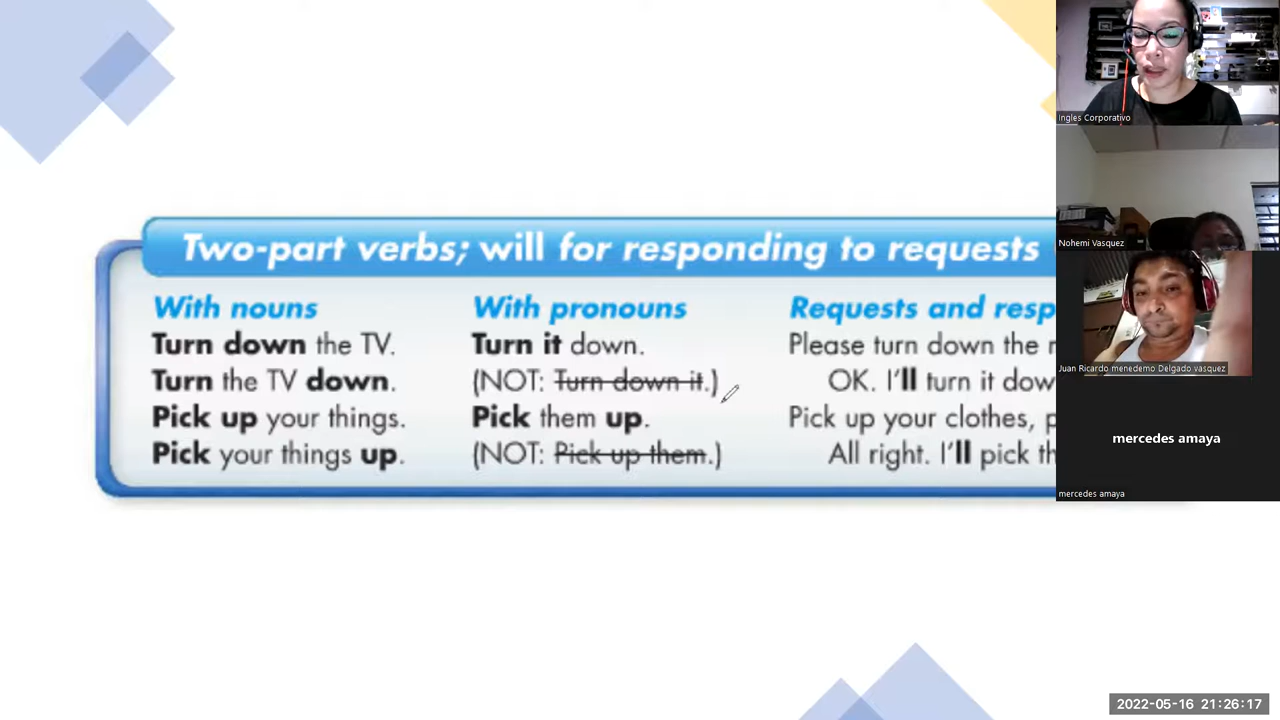 Two-part verbs; will for responding to requests
With nouns
Turn down the TV.
Turn the TV down.
Pick up your things.
Pick your things up.
With pronouns
Turn it down.
(NOT: Turn down it.)
Pick them up.
(NOT: Pick up them.)
Requests and resp
Please turn down the
OK. I'll turn it dow
Pick up your clothes,
All right. I'll pick
Ingles Corporativo
Nohemi Vasquez
Juan Ricardo menedemo Delgado vasquez
mercedes amaya
mercedes amaya
2022-05-16 21:26:17